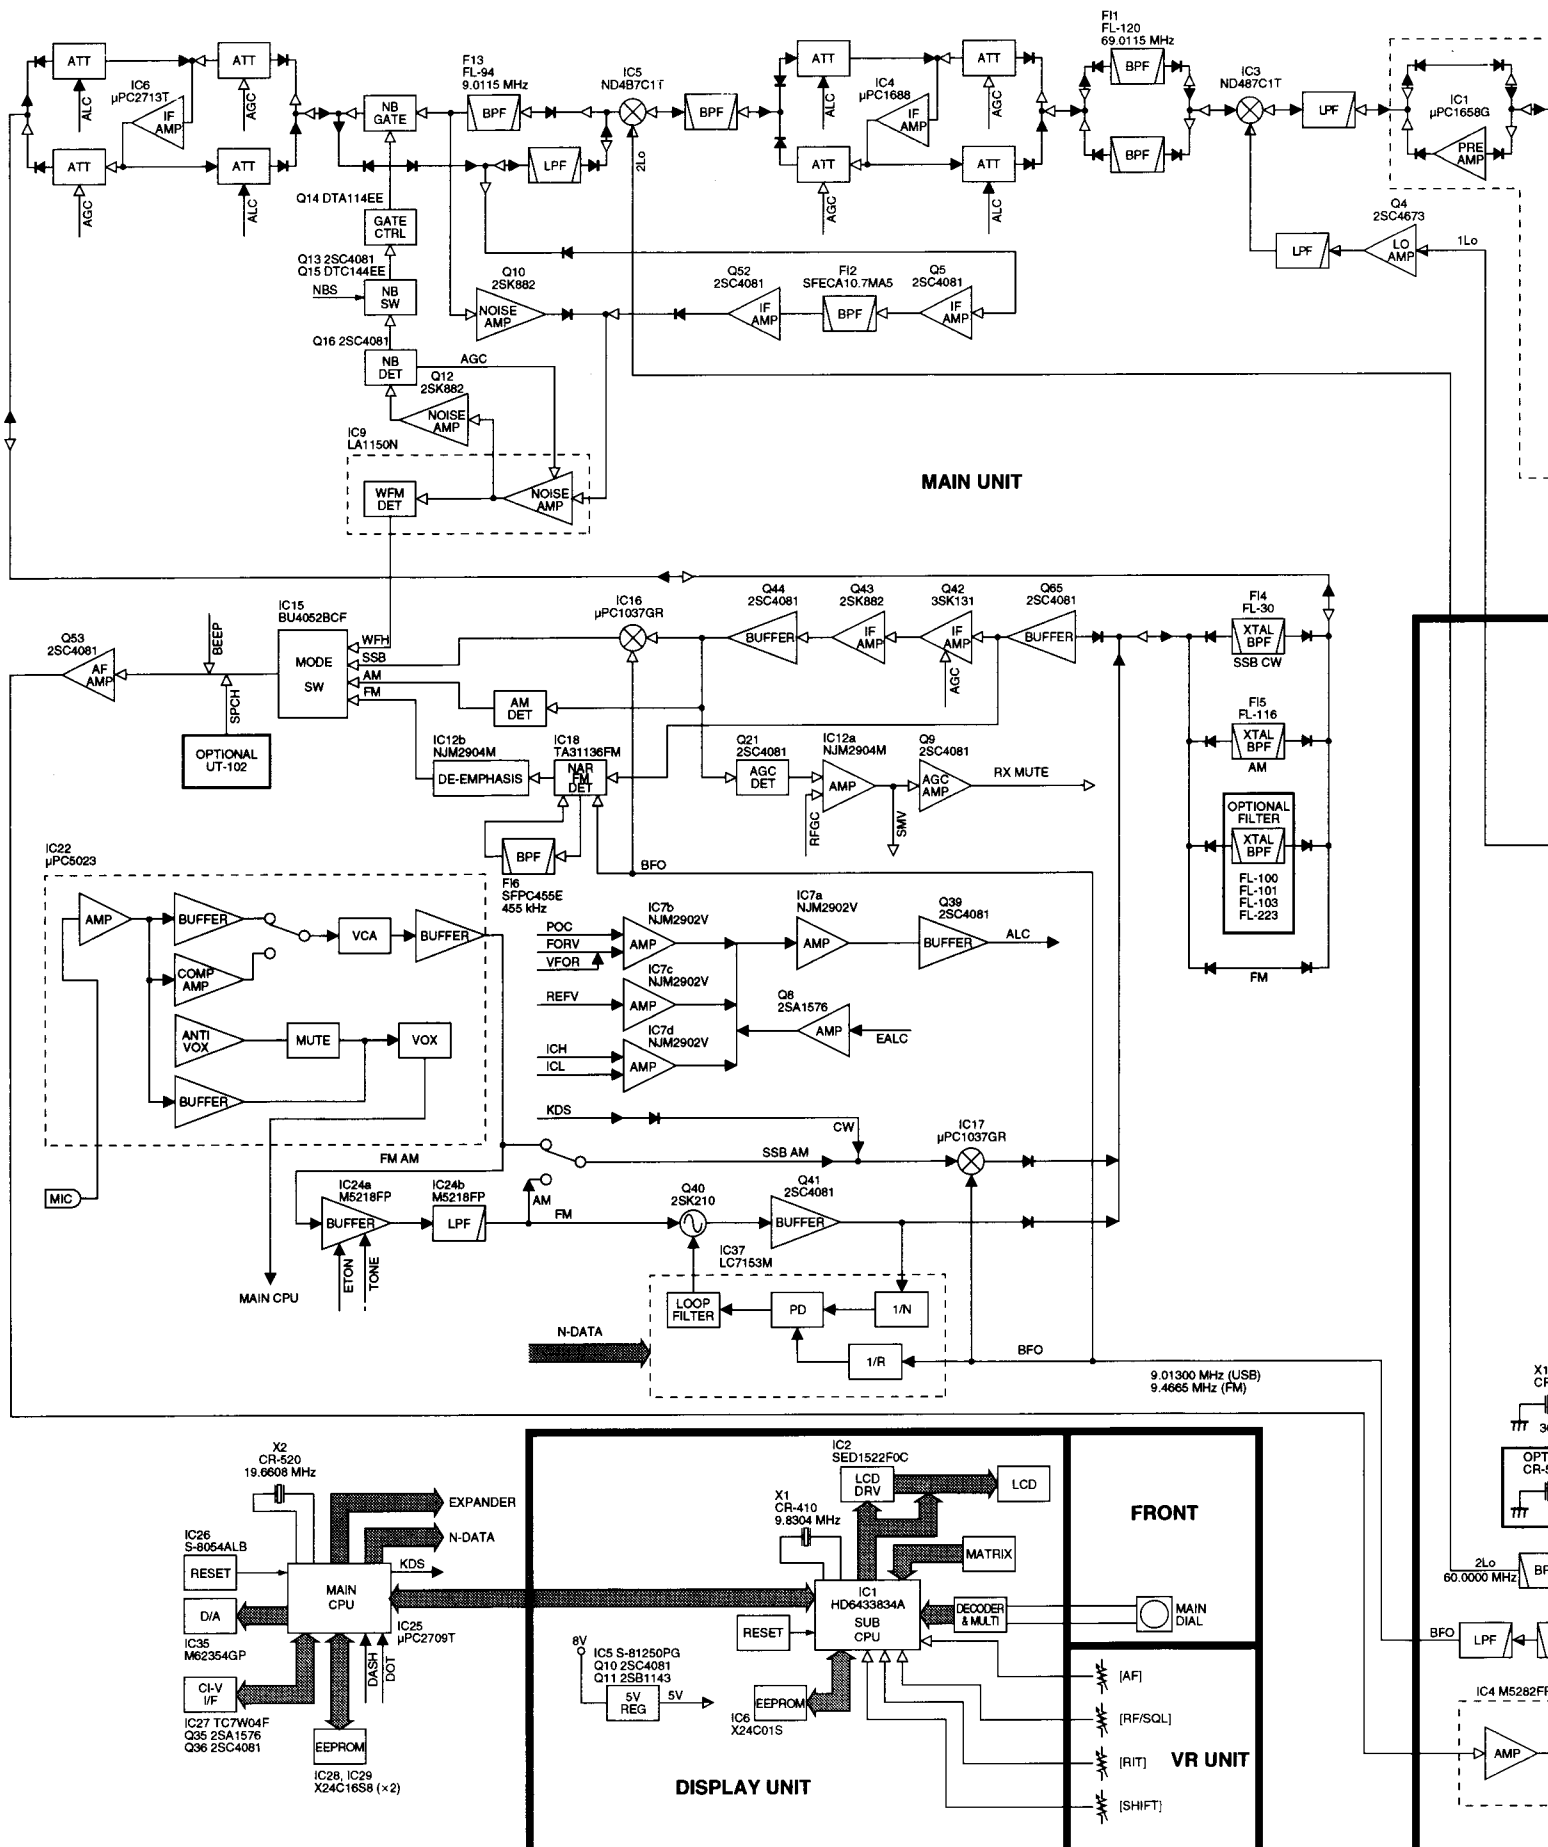 FI1
FL-120
69.0115 MHz
ATT
ATT
IC6
µPC2713T
IF
AMP
ALC
AGC
ATT
ATT
AGC
ALC
F13
FL-94
9.0115 MHz
NB
GATE
BPF
IC5
ND4B7C1T
LPF
2Lo
BPF
ATT
ATT
IC4
µPC1688
IF
AMP
ALC
AGC
ATT
ATT
AGC
ALC
BPF
BPF
IC3
ND487C1T
LPF
IC1
µPC1658G
PRE
AMP
Q4
2SC4673
LPF
LO
AMP
1Lo
Q14 DTA114EE
GATE
CTRL
Q13 2SC4081
Q15 DTC144EE
NBS
NB
SW
Q16 2SC4081
NB
DET
AGC
Q10
2SK882
NOISE
AMP
Q52
2SC4081
IF
AMP
FI2
SFECA10.7MA5
BPF
Q5
2SC4081
IF
AMP
Q12
2SK882
NOISE
AMP
IC9
LA1150N
WFM
DET
NOISE
AMP
MAIN UNIT
Q53
2SC4081
AF
AMP
BEEP
SPCH
OPTIONAL
UT-102
IC15
BU4052BCF
MODE
SW
WFH
SSB
AM
FM
IC16
µPC1037GR
Q44
2SC4081
BUFFER
Q43
2SK882
IF
AMP
Q42
3SK131
IF
AMP
AGC
Q65
2SC4081
BUFFER
FI4
FL-30
XTAL
BPF
SSB CW
FI5
FL-116
XTAL
BPF
AM
OPTIONAL
FILTER
XTAL
BPF
FL-100
FL-101
FL-103
FL-223
FM
AM
DET
IC12b
NJM2904M
DE-EMPHASIS
IC18
TA31136FM
NAR
FM
DET
BPF
FI6
SFPC455E
455 kHz
BFO
Q21
2SC4081
AGC
DET
IC12a
NJM2904M
AMP
RFGC
SMV
Q9
2SC4081
AGC
AMP
RX MUTE
IC22
µPC5023
AMP
BUFFER
COMP
AMP
VCA
BUFFER
ANTI
VOX
MUTE
VOX
BUFFER
MIC
POC
FORV
VFOR
IC7b
NJM2902V
AMP
IC7a
NJM2902V
AMP
Q39
2SC4081
BUFFER
ALC
REFV
IC7c
NJM2902V
AMP
Q8
2SA1576
AMP
EALC
ICH
ICL
IC7d
NJM2902V
AMP
KDS
CW
IC17
µPC1037GR
SSB AM
FM AM
IC24a
M5218FP
BUFFER
IC24b
M5218FP
LPF
AM
FM
ETON
TONE
MAIN CPU
Q40
2SK210
Q41
2SC4081
BUFFER
IC37
LC7153M
LOOP
FILTER
PD
1/N
1/R
N-DATA
BFO
9.01300 MHz (USB)
9.4665 MHz (FM)
X2
CR-520
19.6608 MHz
EXPANDER
N-DATA
KDS
IC26
S-8054ALB
RESET
MAIN
CPU
D/A
IC35
M62354GP
IC25
µPC2709T
DASH
DOT
CI-V
I/F
IC27 TC7W04F
Q35 2SA1576
Q36 2SC4081
EEPROM
IC28, IC29
X24C16S8 (×2)
IC2
SED1522F0C
LCD
DRV
LCD
X1
CR-410
9.8304 MHz
MATRIX
IC1
HD6433834A
SUB
CPU
RESET
DECODER
& MULTI
8V
IC5 S-81250PG
Q10 2SC4081
Q11 2SB1143
5V
REG
5V
EEPROM
IC6
X24C01S
DISPLAY UNIT
FRONT
MAIN
DIAL
[AF]
[RF/SQL]
[RIT]
[SHIFT]
VR UNIT
X1
CR
30
OPT
CR-5
2Lo
60.0000 MHz
BP
BFO
LPF
IC4 M5282FP
AMP